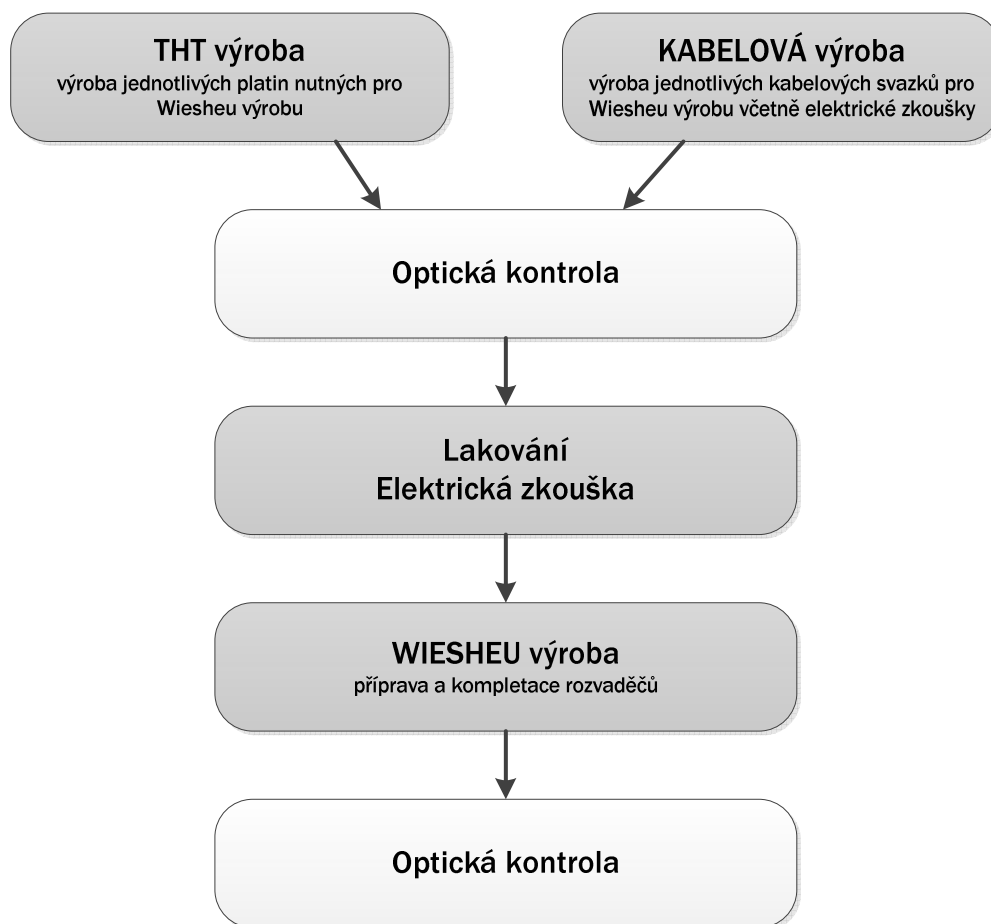 THT výroba
výroba jednotlivých platin nutných pro
Wiesheu výrobu
KABELOVÁ výroba
výroba jednotlivých kabelových svazků pro
Wiesheu výrobu včetně elektrické zkoušky
Optická kontrola
Lakování
Elektrická zkouška
WIESHEU výroba
příprava a kompletace rozvaděčů
Optická kontrola